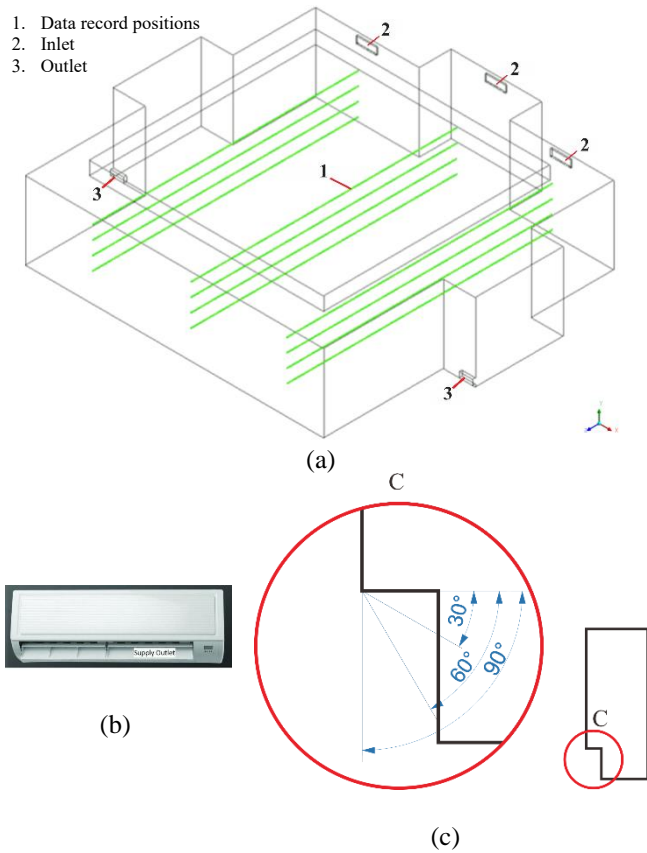 1. Data record positions
2. Inlet
3. Outlet
2
2
2
1
3
3
(a)
C
30°
60°
90°
Supply Outlet
C
(b)
(c)